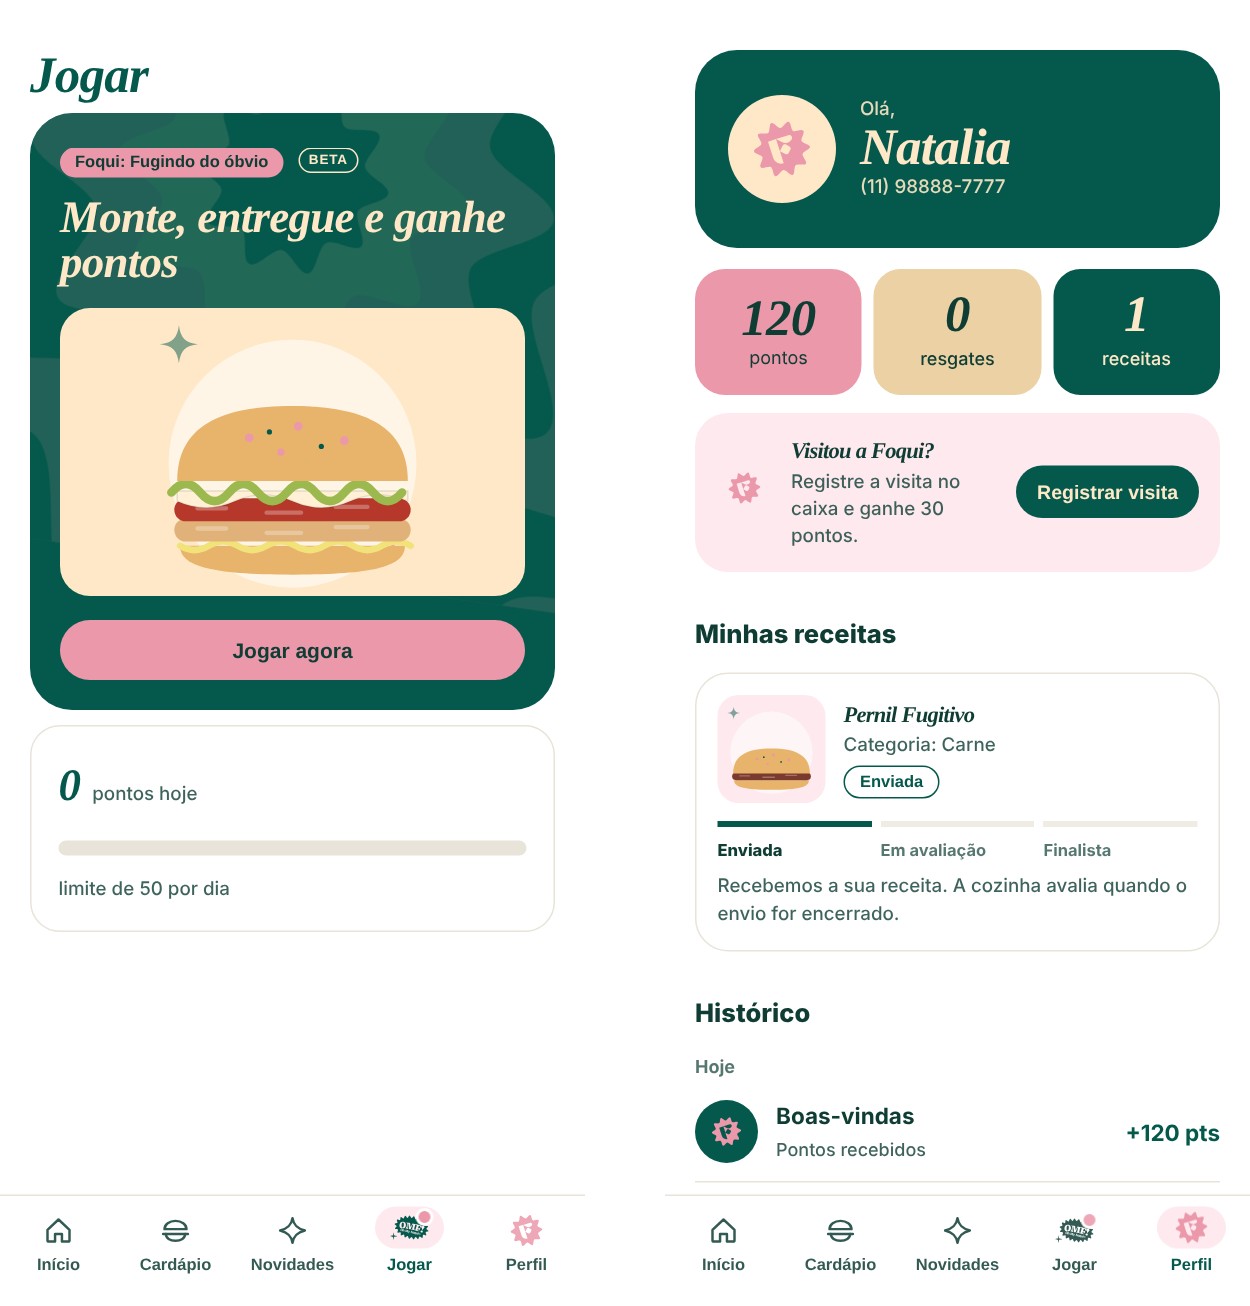 Jogar
Foqui: Fugindo do óbvio
BETA
Monte, entregue e ganhe
pontos
Jogar agora
0 pontos hoje
limite de 50 por dia
Início
Cardápio
Novidades
Jogar
Perfil
Olá,
Natalia
(11) 98888-7777
120
pontos
0
resgates
1
receitas
Visitou a Foqui?
Registre a visita no
caixa e ganhe 30
pontos.
Registrar visita
Minhas receitas
Pernil Fugitivo
Categoria: Carne
Enviada
Enviada
Em avaliação
Finalista
Recebemos a sua receita. A cozinha avalia quando o
envio for encerrado.
Histórico
Hoje
Boas-vindas
Pontos recebidos
+120 pts
Início
Cardápio
Novidades
Jogar
Perfil